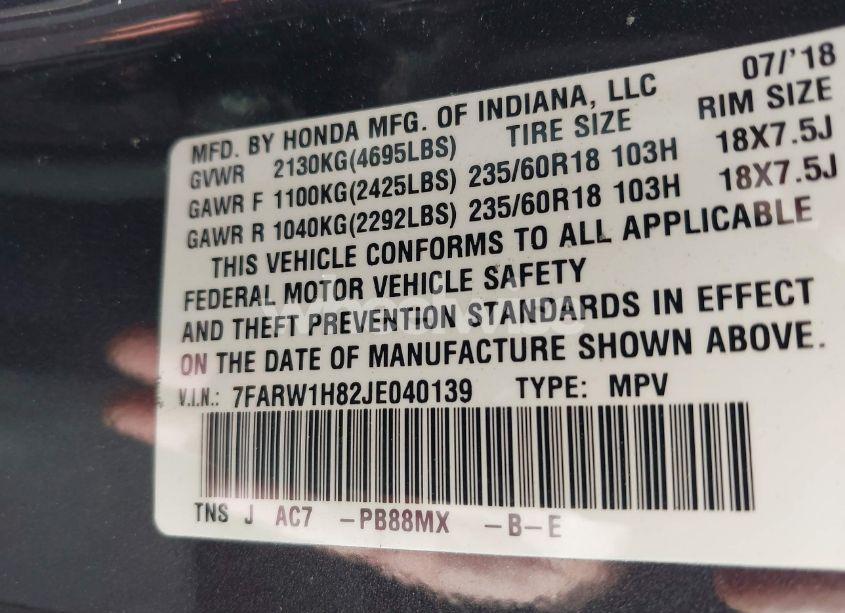 07/'18
MFD. BY HONDA MFG. OF INDIANA, LLC
GVWR 2130KG(4695LBS) TIRE SIZE RIM SIZE
GAWR F 1100KG(2425LBS) 235/60R18 103H 18X7.5J
GAWR R 1040KG(2292LBS) 235/60R18 103H 18X7.5J
THIS VEHICLE CONFORMS TO ALL APPLICABLE
FEDERAL MOTOR VEHICLE SAFETY
AND THEFT PREVENTION STANDARDS IN EFFECT
ON THE DATE OF MANUFACTURE SHOWN ABOVE.
V.I.N.: 7FARW1H82JE040139 TYPE: MPV
TNS J AC7 -PB88MX -B-E